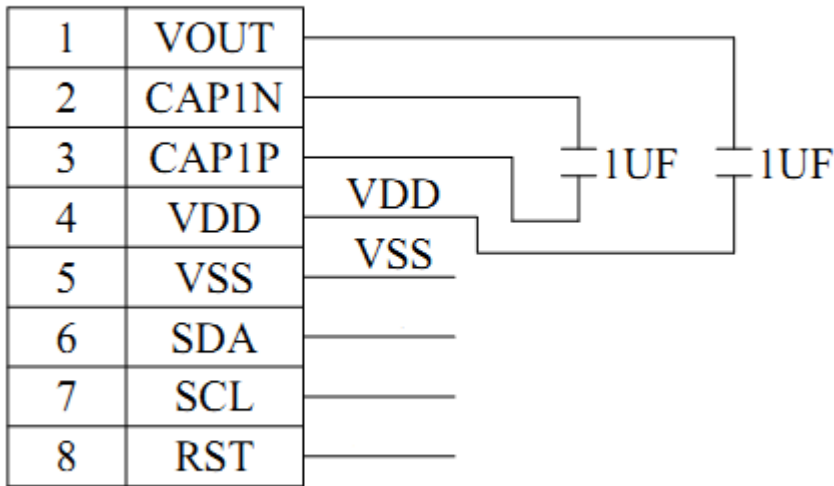 1 VOUT
2 CAP1N
3 CAP1P 1UF 1UF
VDD
4 VDD
VSS
5 VSS
6 SDA
7 SCL
8 RST